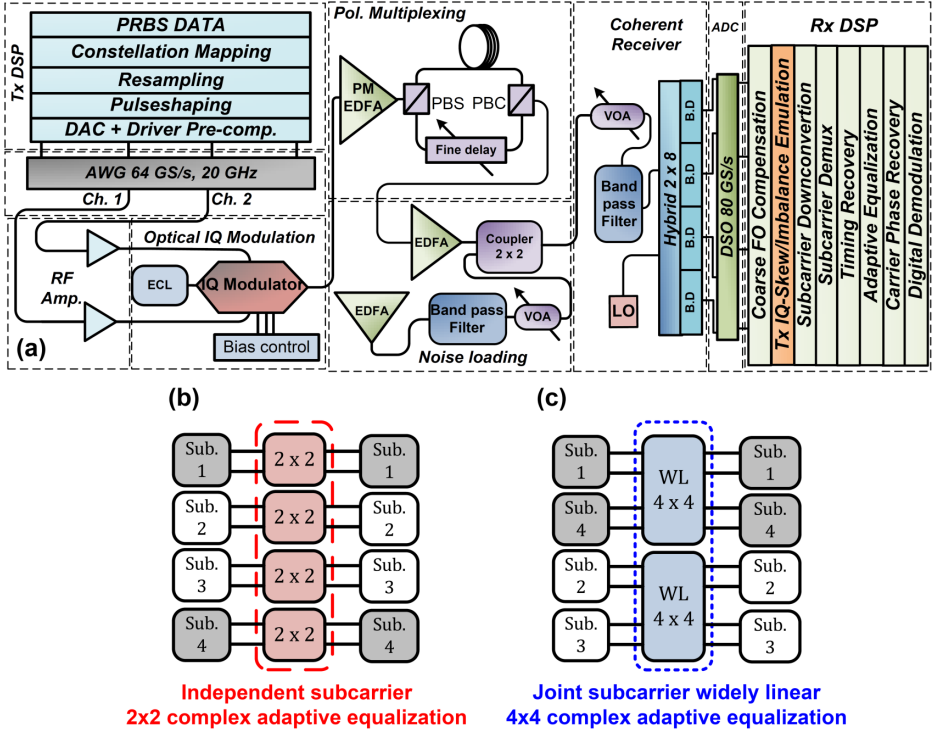 Tx DSP
PRBS DATA
Constellation Mapping
Resampling
Pulseshaping
DAC + Driver Pre-comp.
AWG 64 GS/s, 20 GHz
Ch. 1
Ch. 2
RF
Amp.
Optical IQ Modulation
ECL
IQ Modulator
Bias control
(a)
Pol. Multiplexing
PM
EDFA
PBS
PBC
Fine delay
EDFA
Coupler
2 x 2
EDFA
Band pass
Filter
VOA
Noise loading
Coherent
Receiver
VOA
Band
pass
Filter
LO
Hybrid 2 x 8
B.D
B.D
B.D
B.D
ADC
DSO 80 GS/s
Rx DSP
Coarse FO Compensation
Tx IQ-Skew/Imbalance Emulation
Subcarrier Downconvertion
Subcarrier Demux
Timing Recovery
Adaptive Equalization
Carrier Phase Recovery
Digital Demodulation
(b)
Sub.
1
2 x 2
Sub.
1
Sub.
2
2 x 2
Sub.
2
Sub.
3
2 x 2
Sub.
3
Sub.
4
2 x 2
Sub.
4
Independent subcarrier
2x2 complex adaptive equalization
(c)
Sub.
1
Sub.
4
WL
4 x 4
Sub.
1
Sub.
4
Sub.
2
Sub.
3
WL
4 x 4
Sub.
2
Sub.
3
Joint subcarrier widely linear
4x4 complex adaptive equalization